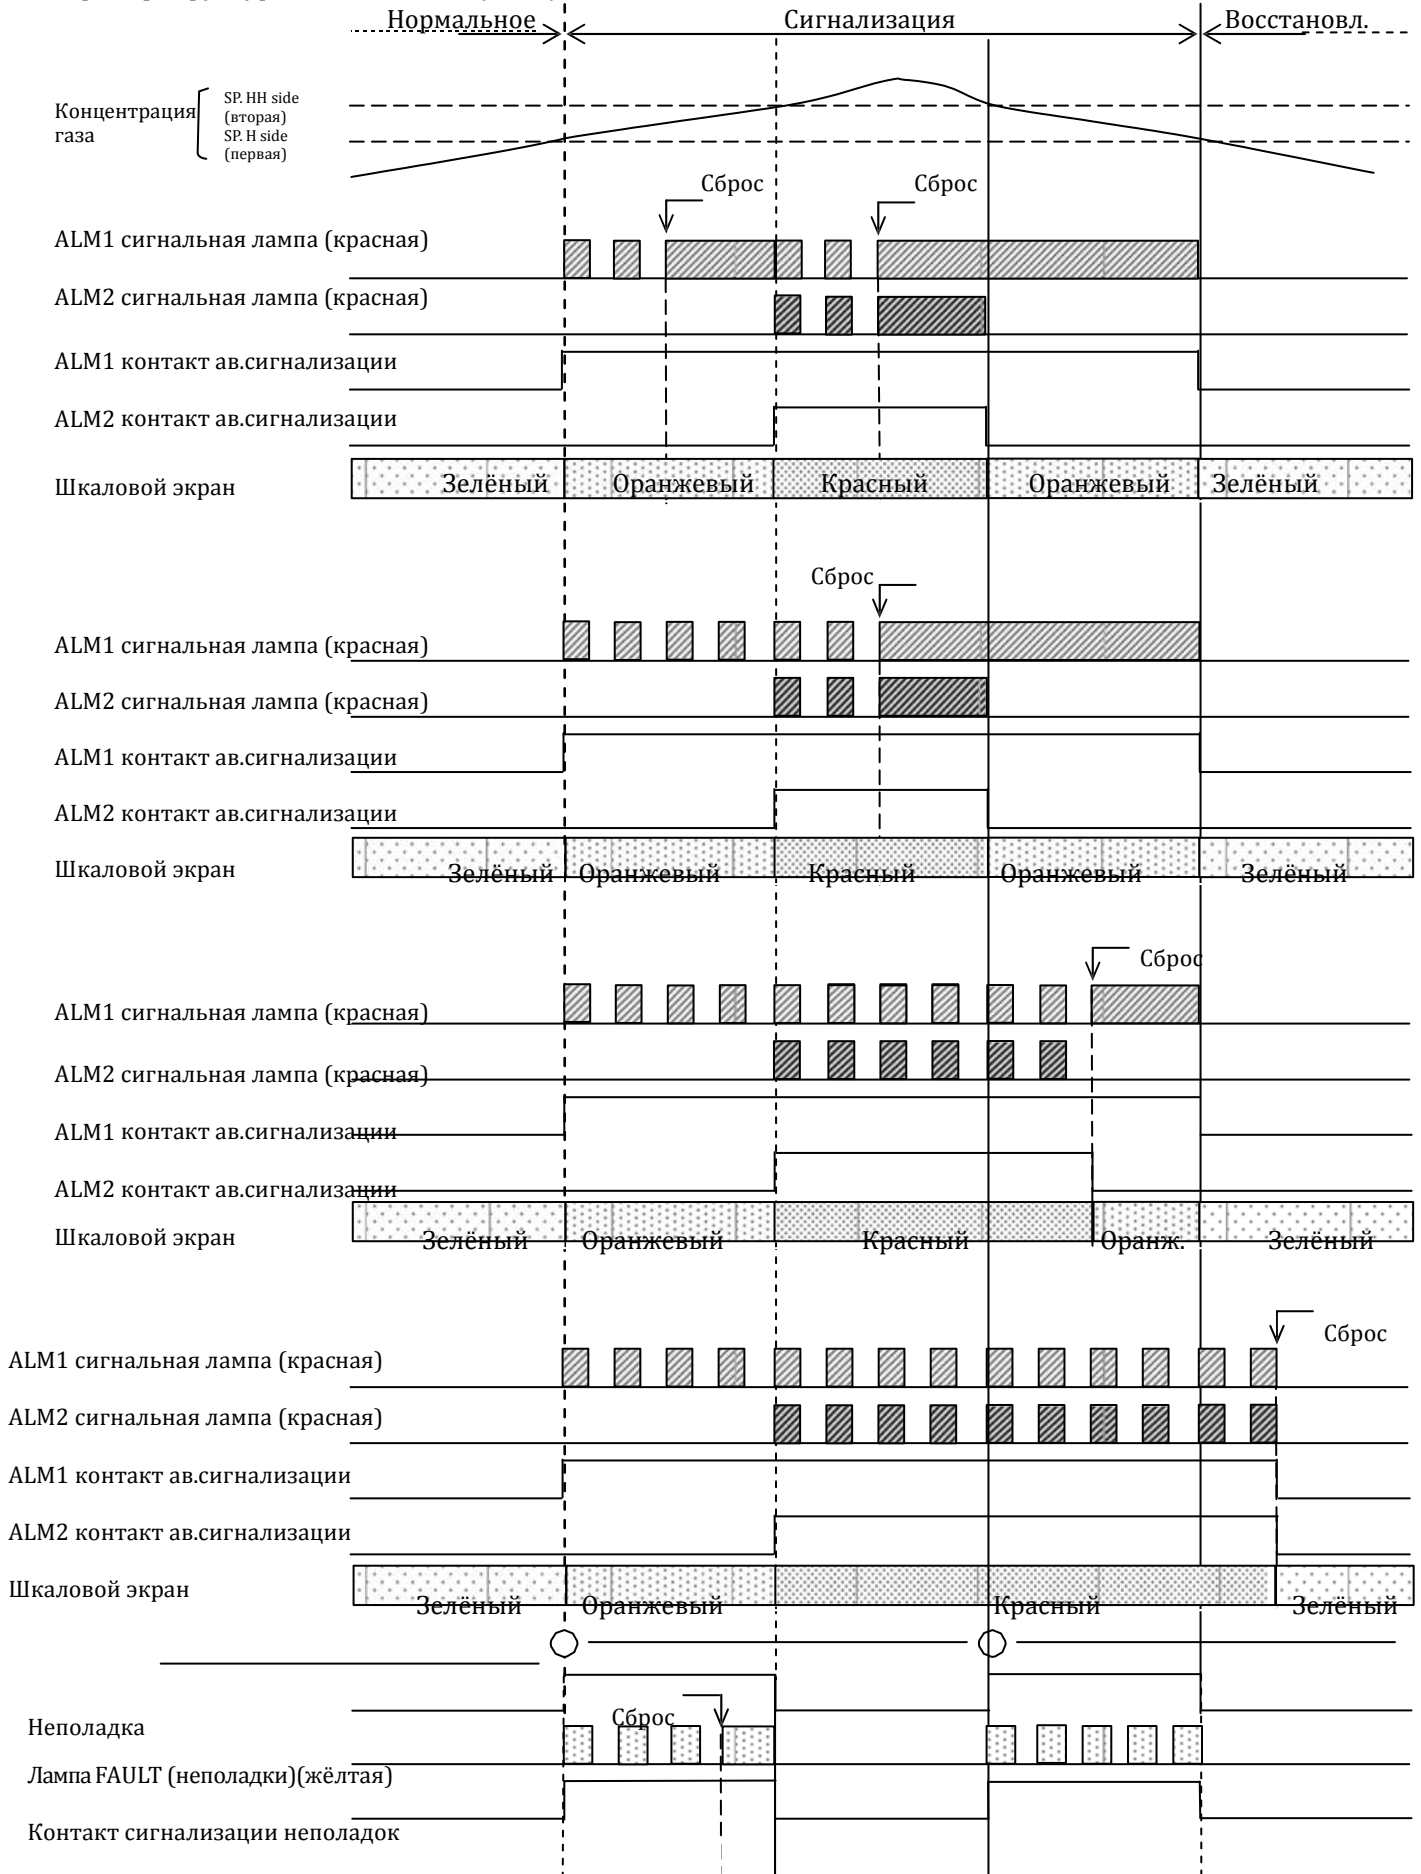 Нормальное Сигнализация Восстановл.
SP. HH side
(вторая)
Концентрация
газа
SP. H side
(первая)
Сброс Сброс
ALM1 сигнальная лампа (красная)
ALM2 сигнальная лампа (красная)
ALM1 контакт ав.сигнализации
ALM2 контакт ав.сигнализации
Шкаловой экран Зелёный Оранжевый Красный Оранжевый Зелёный
Сброс
ALM1 сигнальная лампа (красная)
ALM2 сигнальная лампа (красная)
ALM1 контакт ав.сигнализации
ALM2 контакт ав.сигнализации
Шкаловой экран Зелёный Оранжевый Красный Оранжевый Зелёный
Сброс
ALM1 сигнальная лампа (красная)
ALM2 сигнальная лампа (красная)
ALM1 контакт ав.сигнализации
ALM2 контакт ав.сигнализации
Шкаловой экран Зелёный Оранжевый Красный Оранж. Зелёный
Сброс
ALM1 сигнальная лампа (красная)
ALM2 сигнальная лампа (красная)
ALM1 контакт ав.сигнализации
ALM2 контакт ав.сигнализации
Шкаловой экран Зелёный Оранжевый Красный Зелёный
Сброс
Неполадка
Лампа FAULT (неполадки)(жёлтая)
Контакт сигнализации неполадок